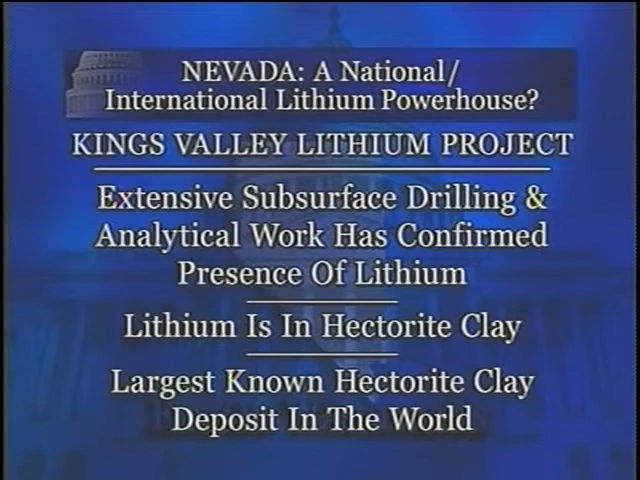 NEVADA: A National/
International Lithium Powerhouse?
KINGS VALLEY LITHIUM PROJECT
Extensive Subsurface Drilling &
Analytical Work Has Confirmed
Presence Of Lithium
Lithium Is In Hectorite Clay
Largest Known Hectorite Clay
Deposit In The World